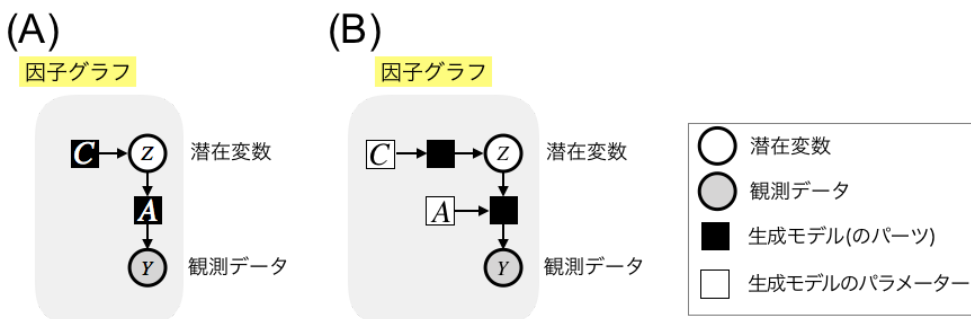 (A)
因子グラフ
C
Z
潜在変数
A
Y
観測データ
(B)
因子グラフ
C
Z
潜在変数
A
Y
観測データ
潜在変数
観測データ
生成モデル(のパーツ)
生成モデルのパラメーター